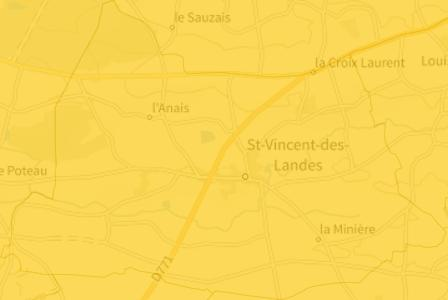 le Sauzais
la Croix Laurent
Loui
l'Anais
St-Vincent-des-
Landes
e Poteau
la Minière
D771